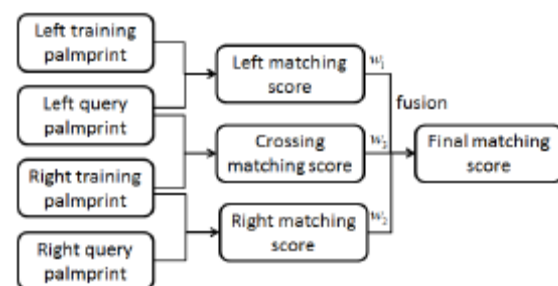 Left training
palmprint
Left query
palmprint
Right training
palmprint
Right query
palmprint
Left matching
score
Crossing
matching score
Right matching
score
w₁
w₃
w₂
fusion
Final matching
score